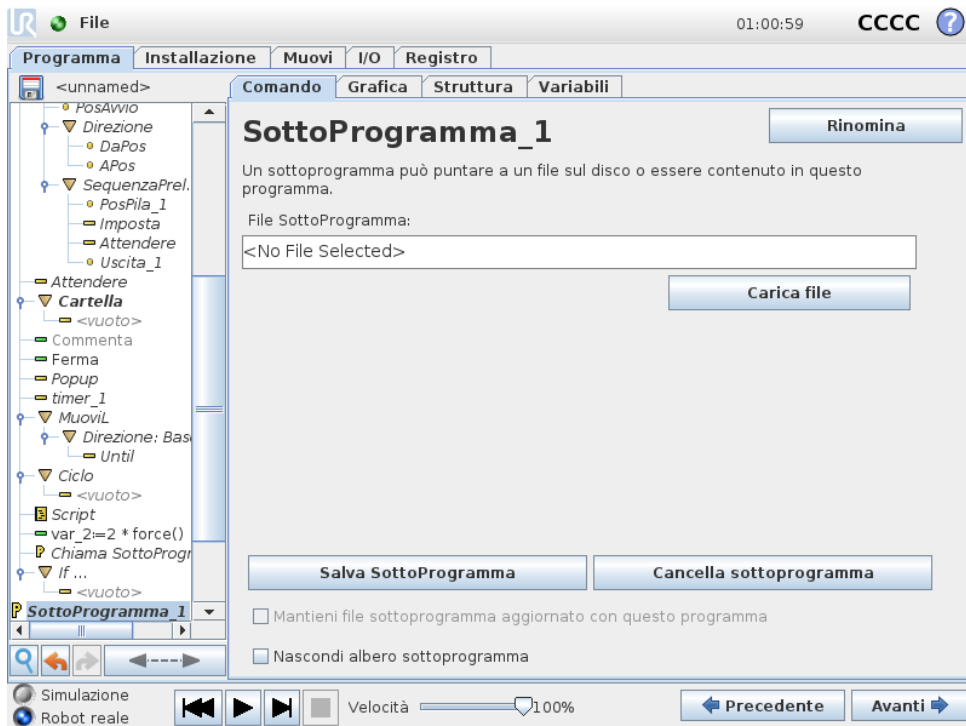 UR
File
01:00:59
CCCC
?
Programma
Installazione
Muovi
I/O
Registro
<unnamed>
Comando
Grafica
Struttura
Variabili
PosAvvio
Direzione
DaPos
APos
SequenzaPrel.
PosPila_1
Imposta
Attendere
Uscita_1
Attendere
Cartella
<vuoto>
Commenta
Ferma
Popup
timer_1
MuoviL
Direzione: Bas
Until
Ciclo
<vuoto>
Script
var_2:=2 * force()
Chiama SottoProgr
If ...
<vuoto>
SottoProgramma_1
SottoProgramma_1
Rinomina
Un sottoprogramma può puntare a un file sul disco o essere contenuto in questo
programma.
File SottoProgramma:
<No File Selected>
Carica file
Salva SottoProgramma
Cancella sottoprogramma
Mantieni file sottoprogramma aggiornato con questo programma
Nascondi albero sottoprogramma
Simulazione
Robot reale
Velocità
100%
Precedente
Avanti